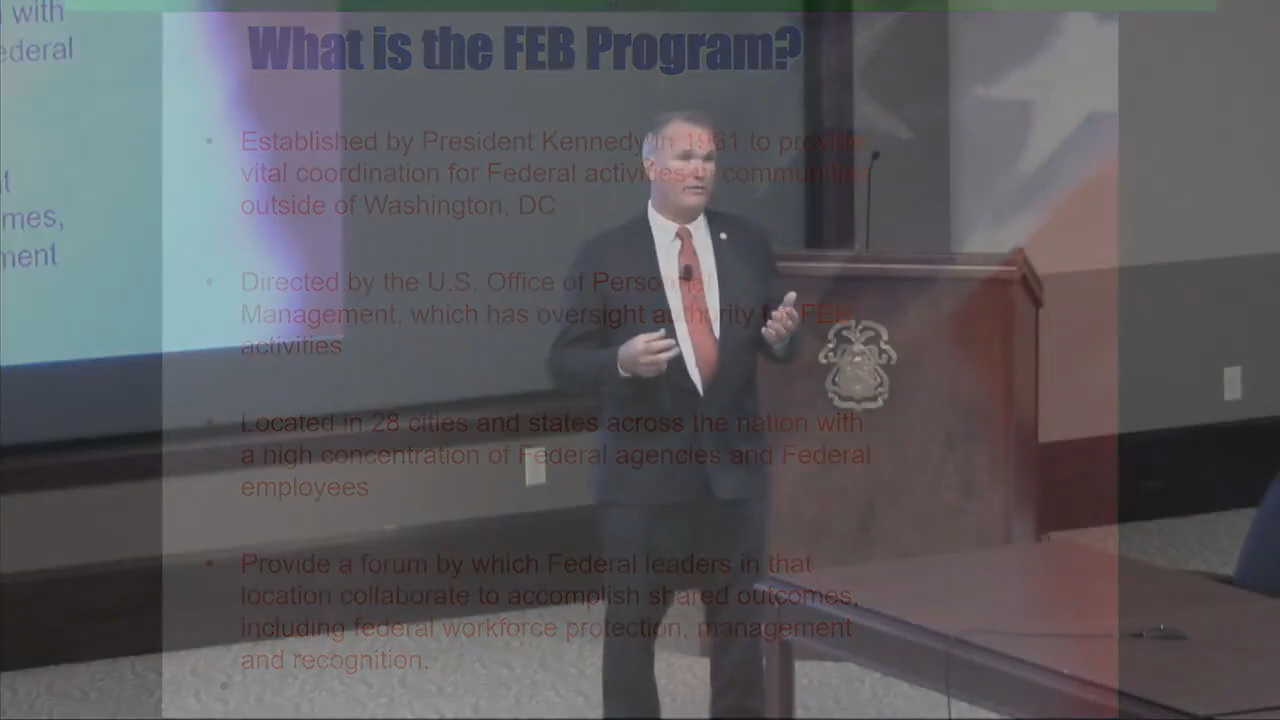 with
ederal
t
mes,
ment
What is the FEB Program?
Established by President Kennedy in 1961 to provide
vital coordination for Federal activities in communities
outside of Washington, DC
Directed by the U.S. Office of Personnel
Management, which has oversight authority for FEB
activities
Located in 28 cities and states across the nation with
a high concentration of Federal agencies and Federal
employees
Provide a forum by which Federal leaders in that
location collaborate to accomplish shared outcomes,
including federal workforce protection, management
and recognition.